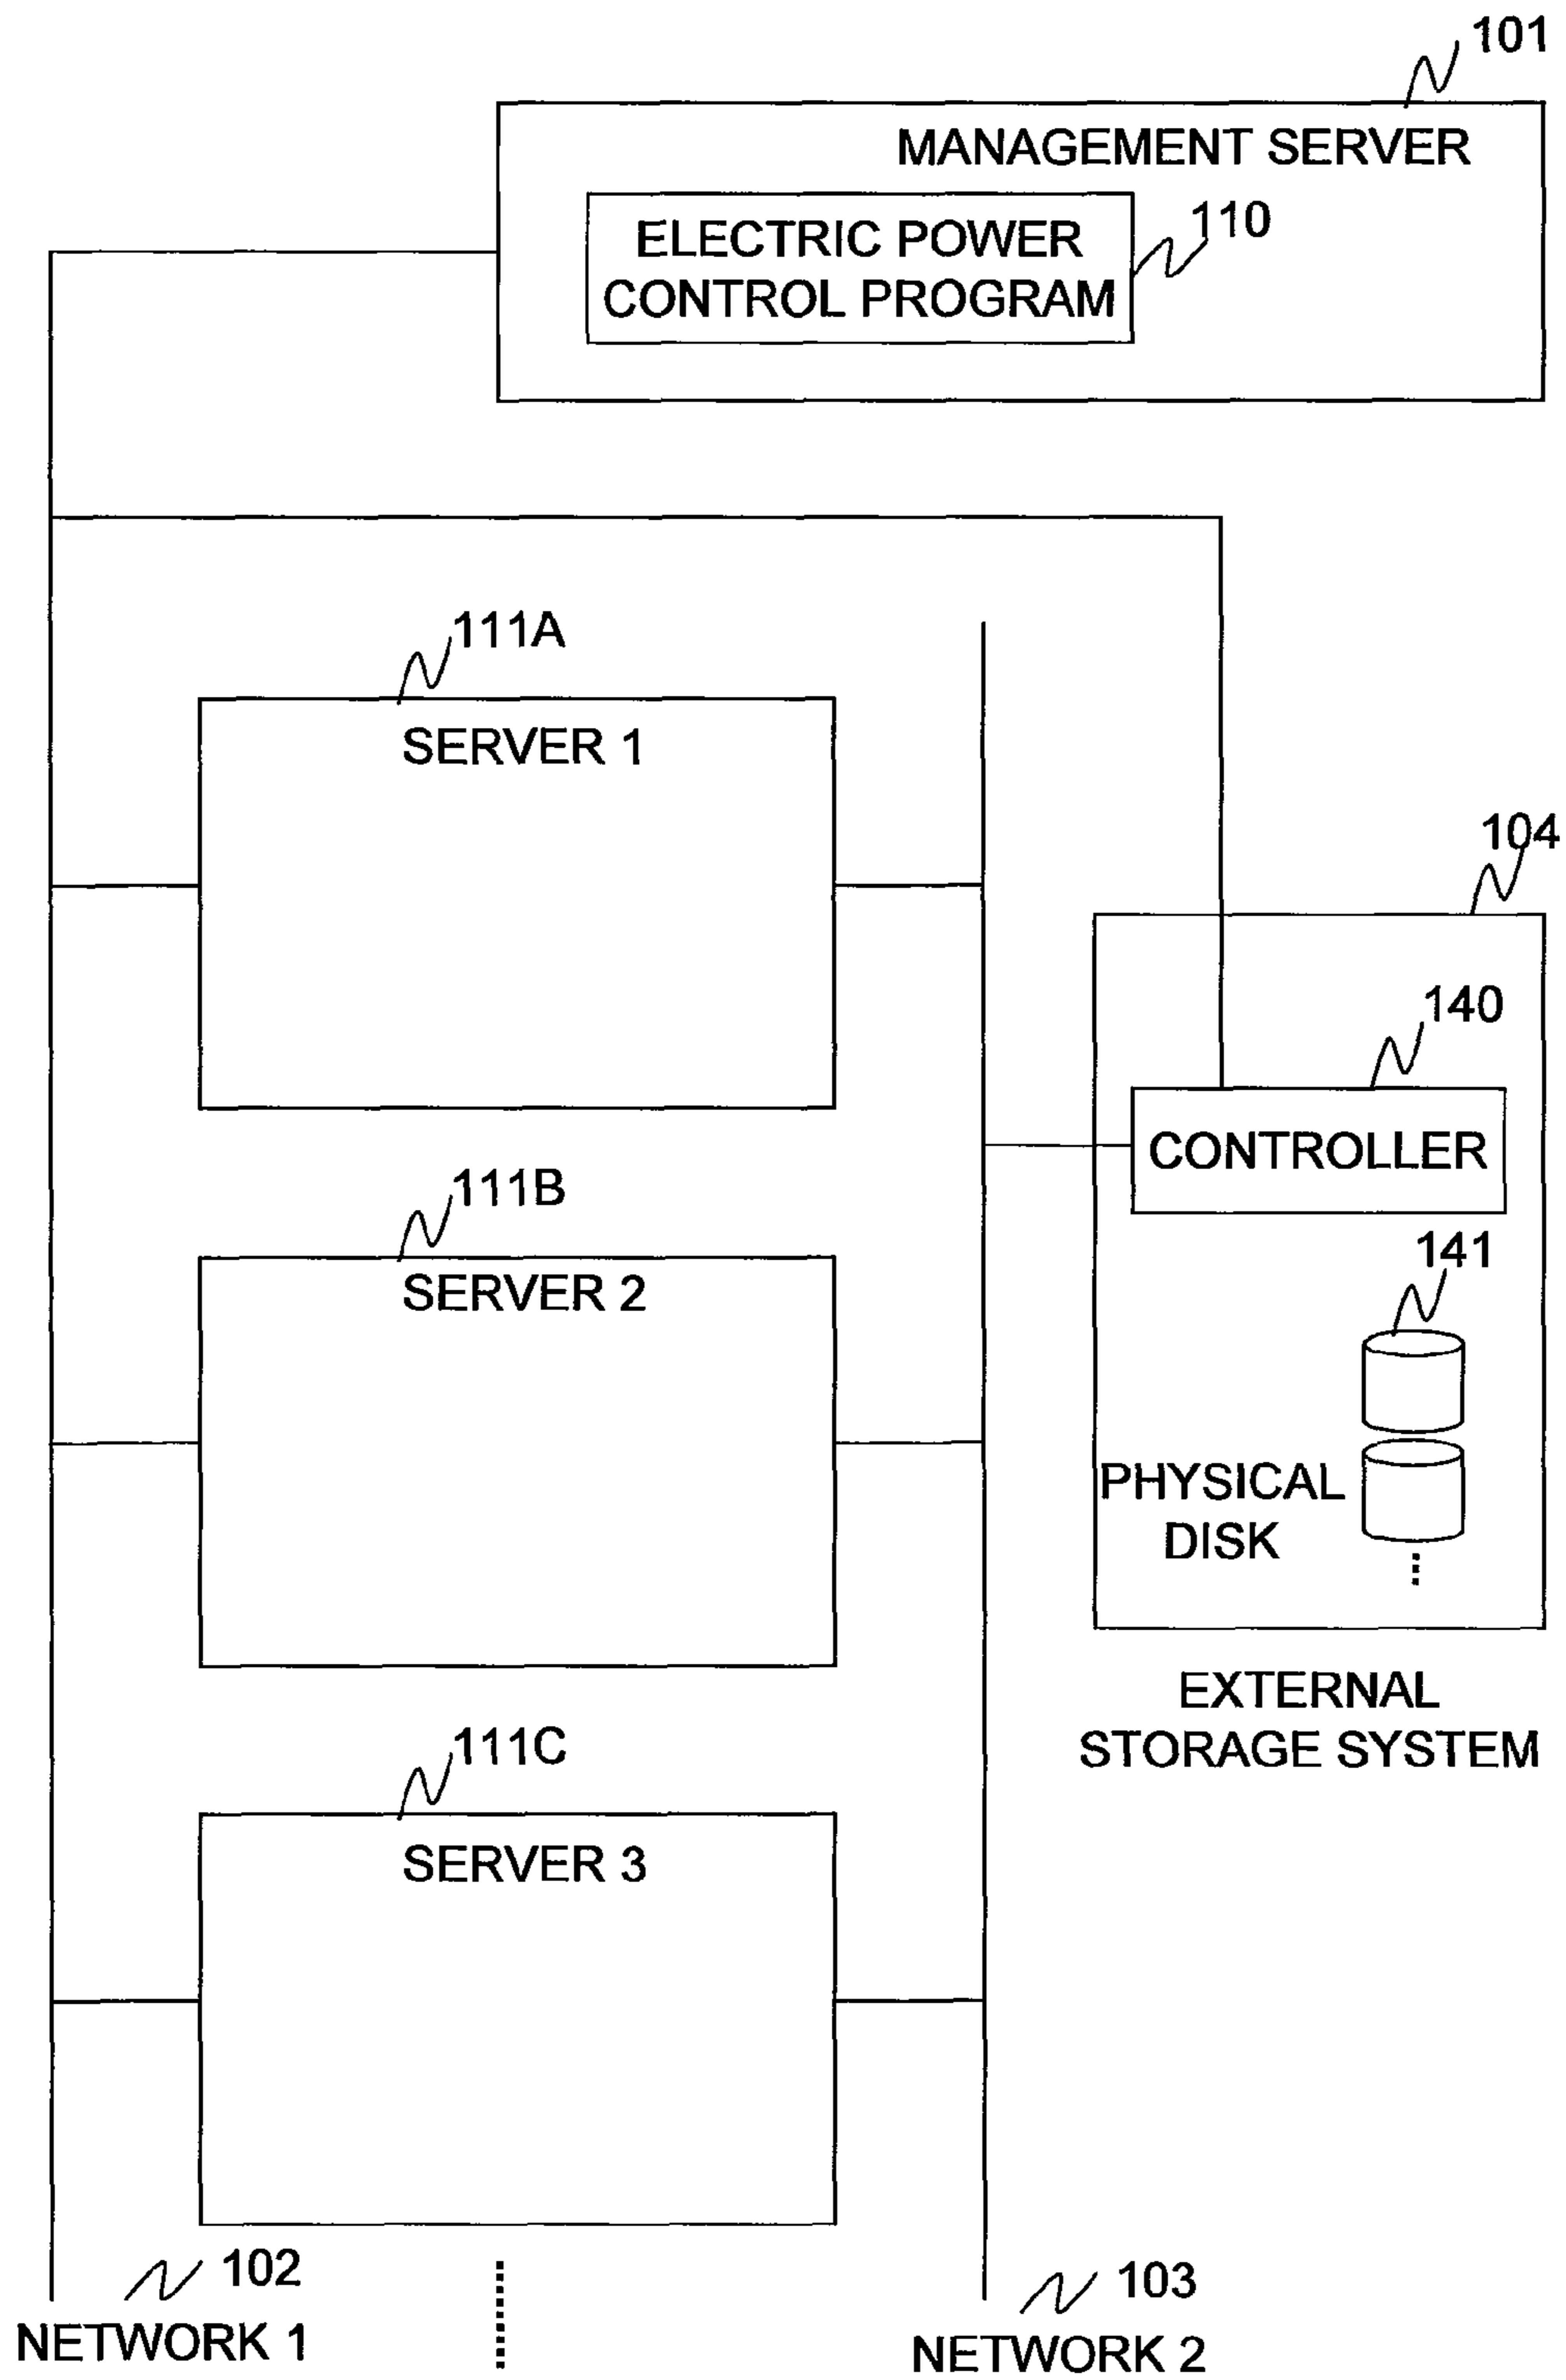 101
MANAGEMENT SERVER
110
ELECTRIC POWER
CONTROL PROGRAM
111A
SERVER 1
104
140
CONTROLLER
111B
SERVER 2
141
PHYSICAL
DISK
EXTERNAL
STORAGE SYSTEM
111C
SERVER 3
102
NETWORK 1
103
NETWORK 2